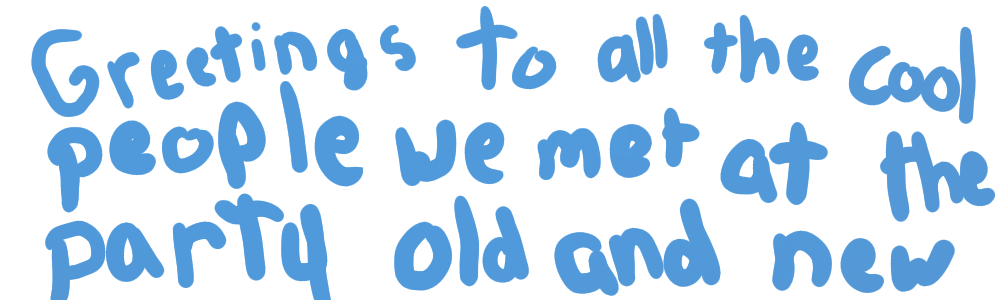 Greetings to all the cool
people we met at the
party old and new